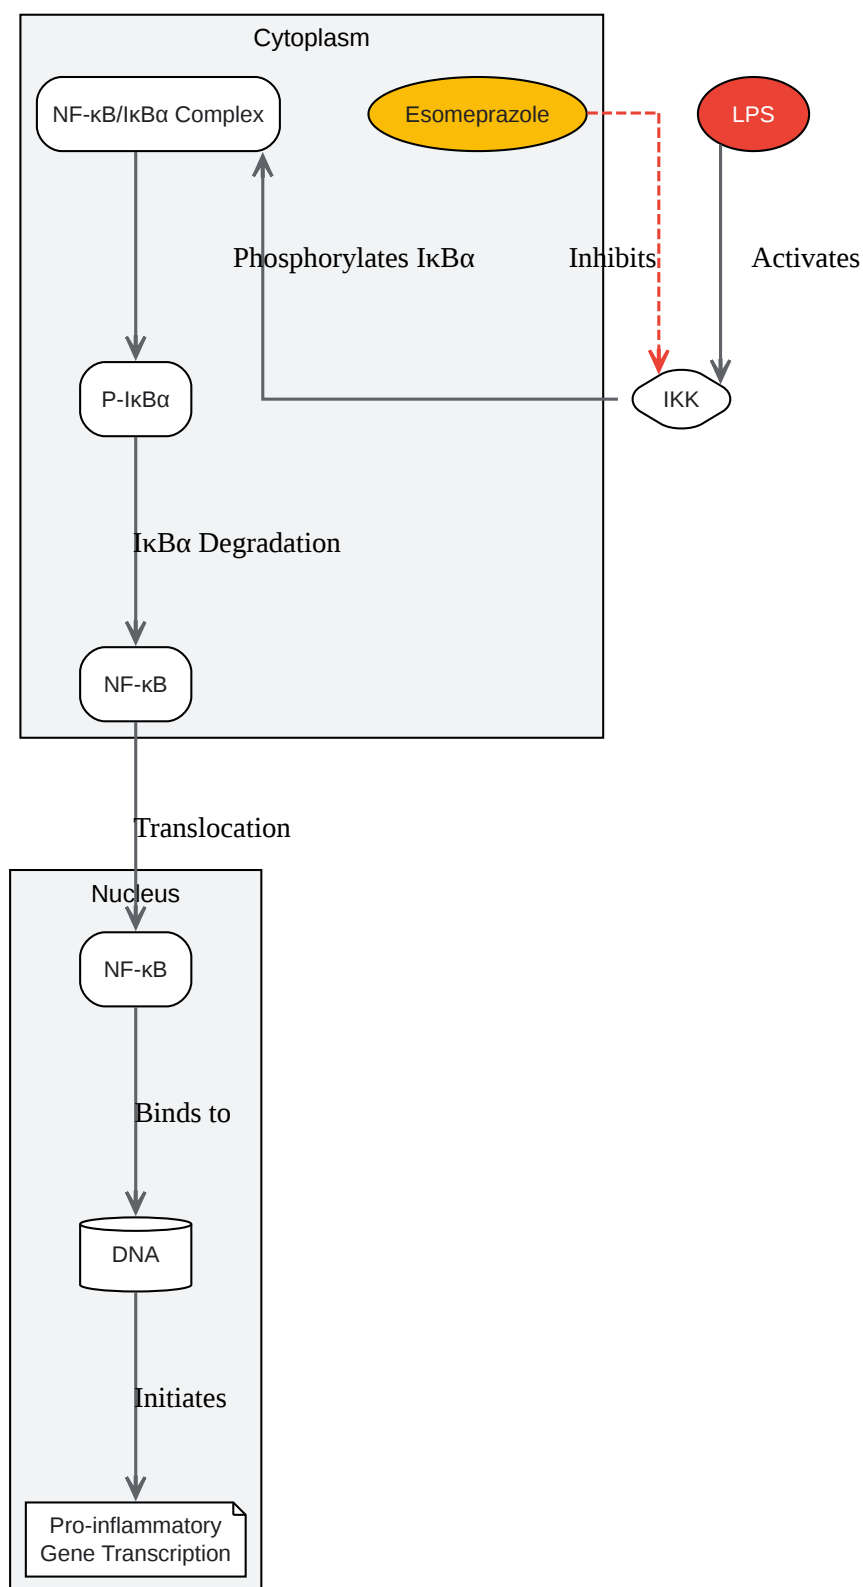 Cytoplasm
NF-κB/IκBα Complex
Esomeprazole
LPS
Phosphorylates IκBα
Inhibits
Activates
P-IκBα
IKK
IκBα Degradation
NF-κB
Translocation
Nucleus
NF-κB
Binds to
DNA
Initiates
Pro-inflammatory
Gene Transcription